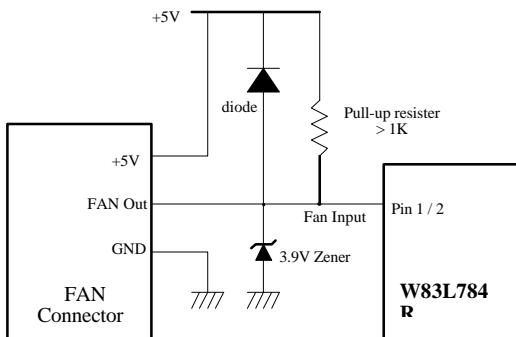 +5V
diode
Pull-up resister
> 1K
+5V
FAN Out
Fan Input
Pin 1 / 2
GND
3.9V Zener
FAN
Connector
W83L784
R